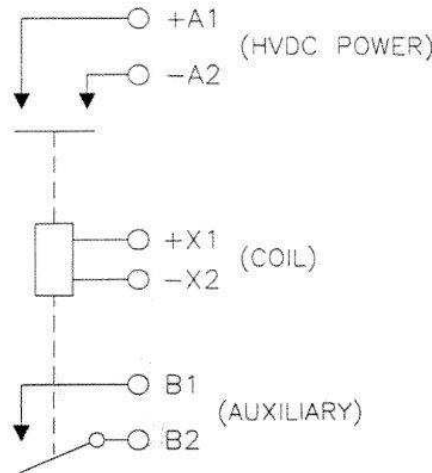 +A1
(HVDC POWER)
-A2
+X1
(COIL)
-X2
B1
(AUXILIARY)
B2